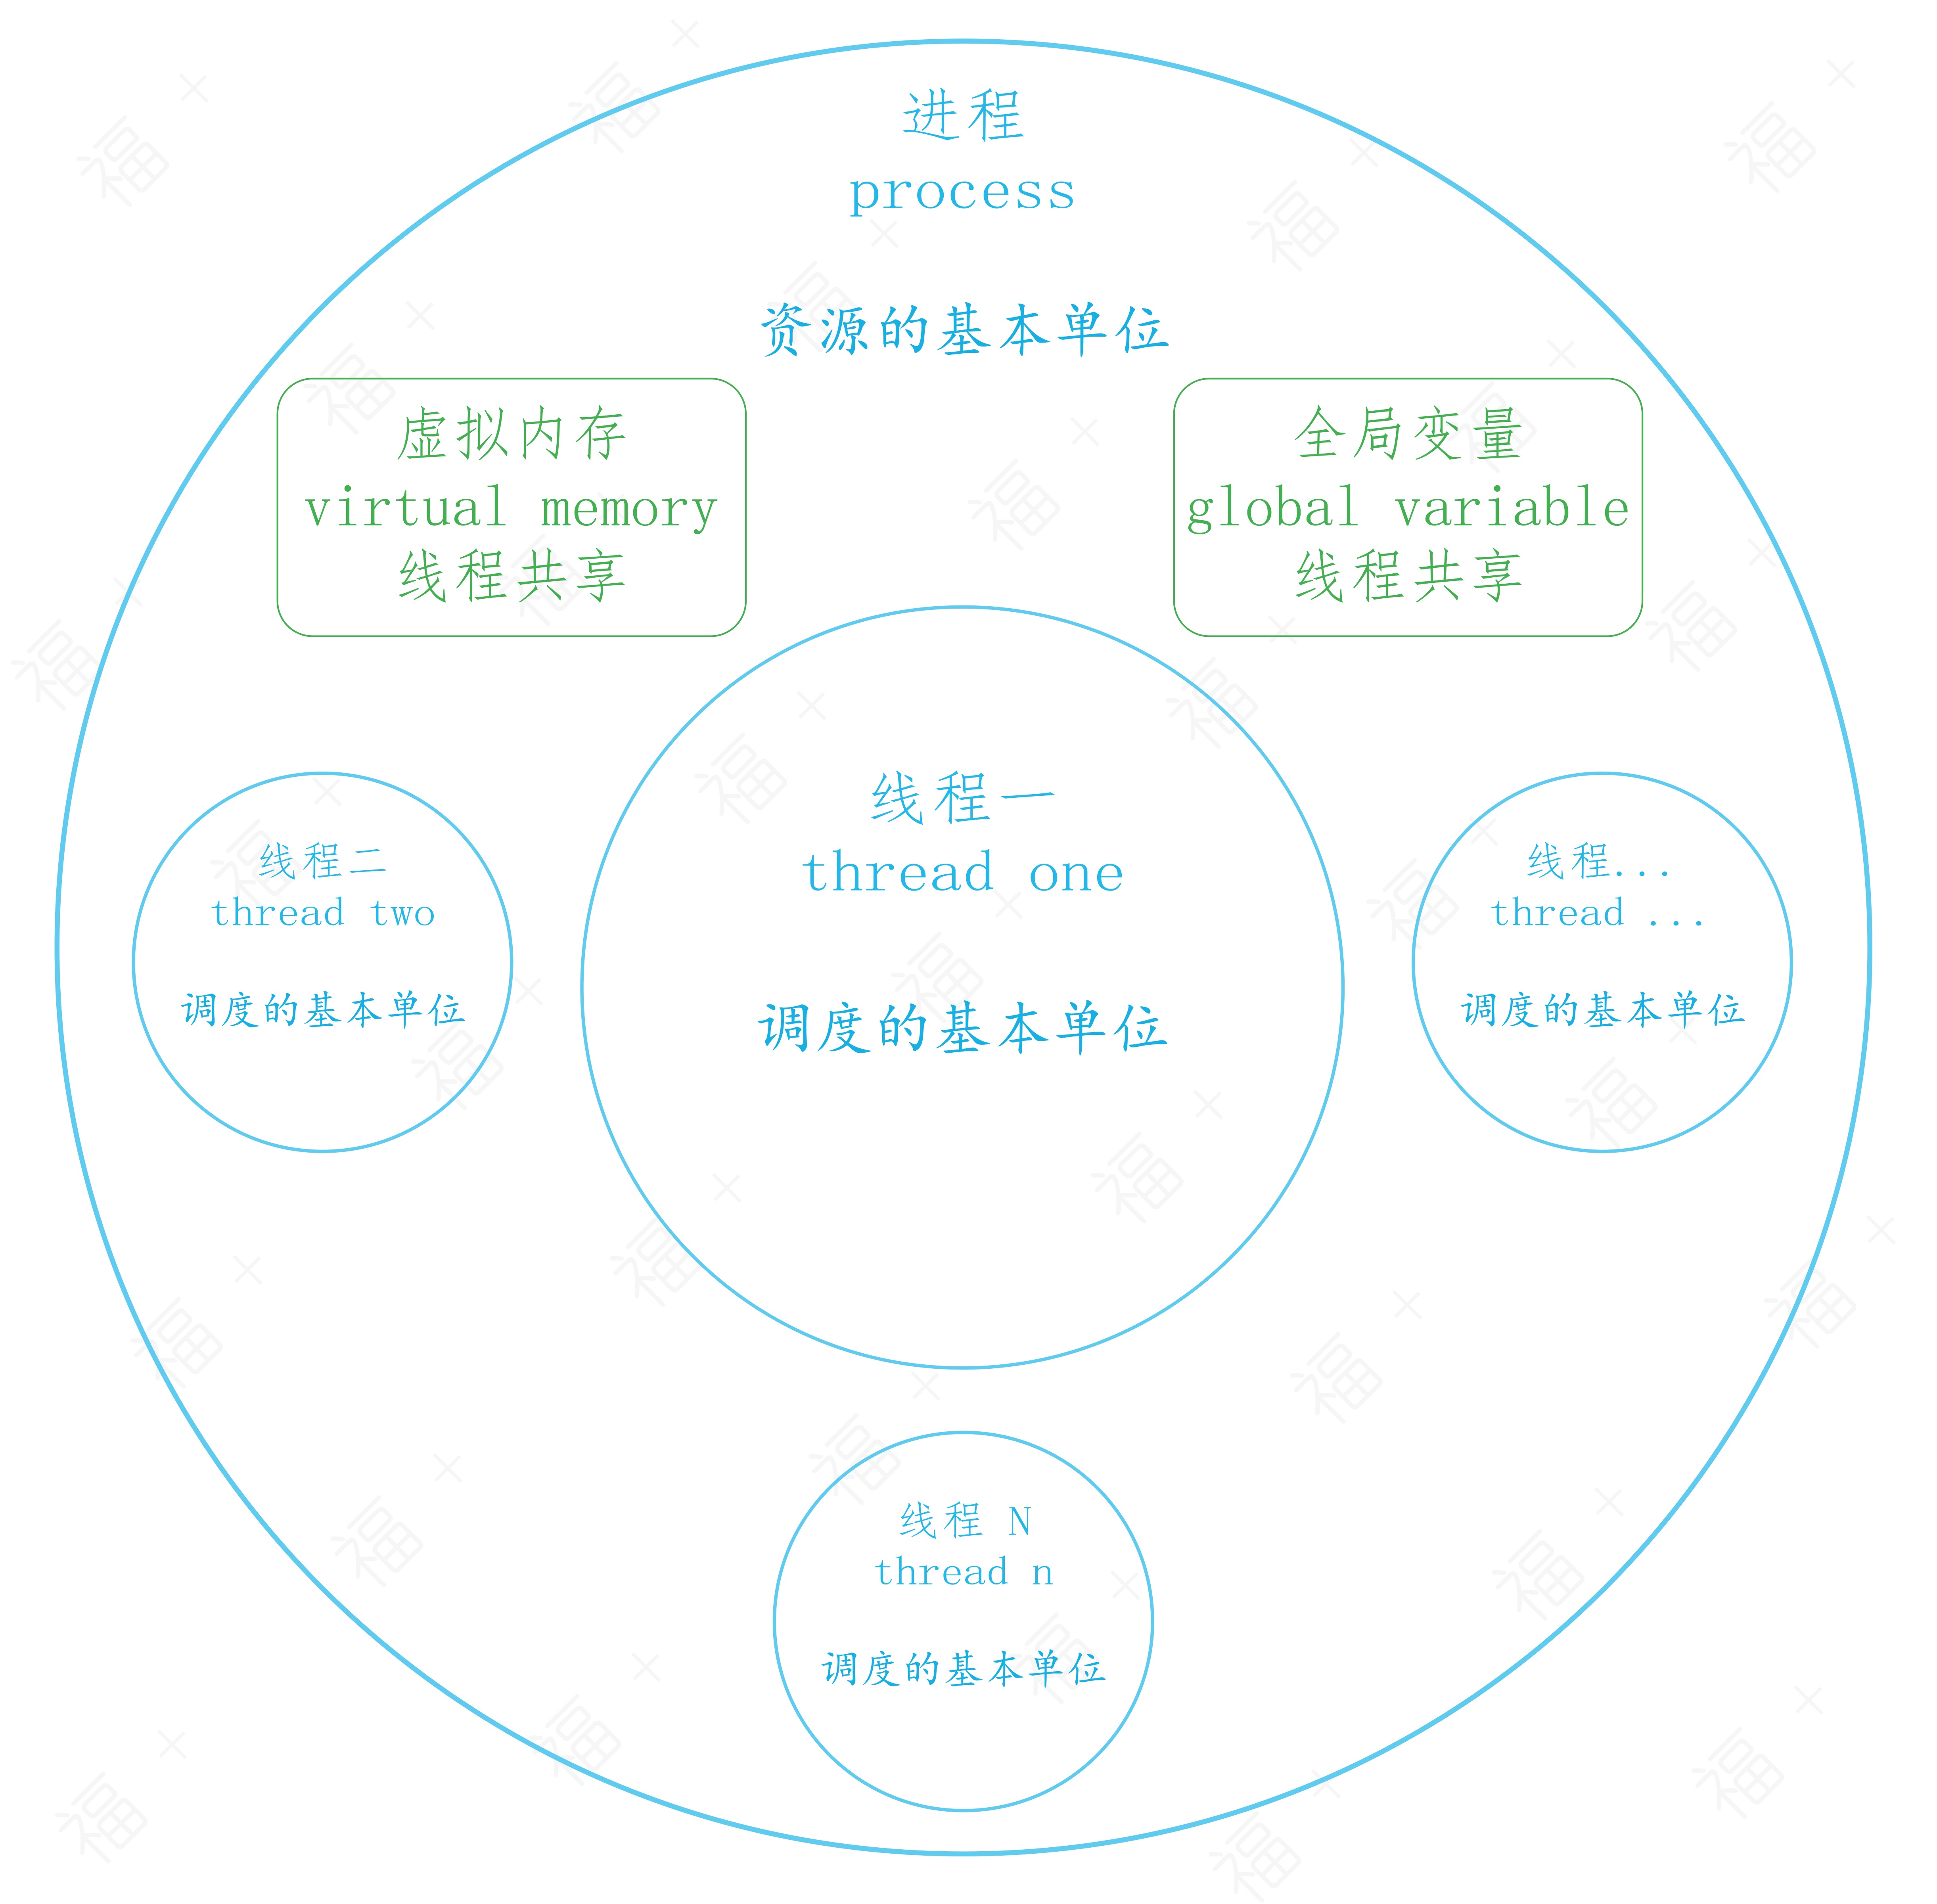 进程
process
资源的基本单位
虚拟内存
virtual memory
线程共享
全局变量
global variable
线程共享
线程一
thread one
调度的基本单位
线程二
thread two
调度的基本单位
线程...
thread ...
调度的基本单位
线程 N
thread n
调度的基本单位
福